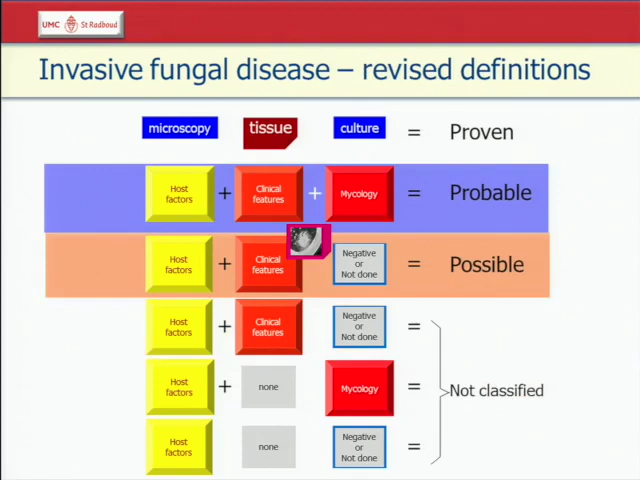 UMC St Radboud
Invasive fungal disease – revised definitions
microscopy tissue culture = Proven
Host
factors
+
Clinical
features
+
Mycology
= Probable
Host
factors
+
Clinical
features
Negative
or
Not done
= Possible
Host
factors
+
Clinical
features
Negative
or
Not done
=
Host
factors
+
none
Mycology
=
Not classified
Host
factors
none
Negative
or
Not done
=